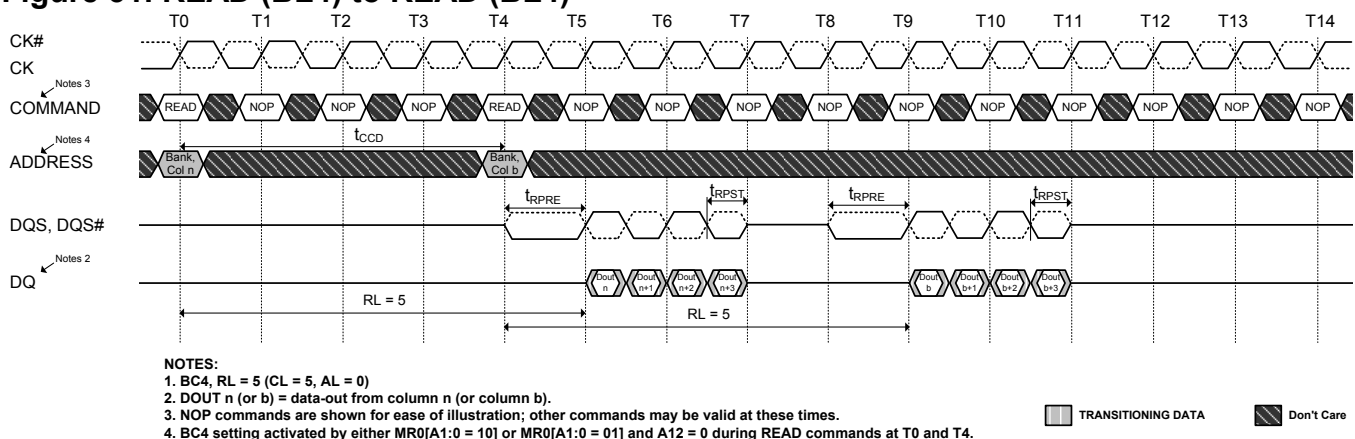 Figure READ to READ
T0 T1 T2 T3 T4 T5 T6 T7 T8 T9 T10 T11 T12 T13 T14
CK#
CK
Notes 3
COMMAND READ NOP NOP NOP READ NOP NOP NOP NOP NOP NOP NOP NOP NOP NOP
tCCD
Notes 4
ADDRESS
Bank, Col n
Bank, Col b
tRPRE tRPST tRPRE tRPST
DQS, DQS#
Notes 2
DQ
Dout n Dout n+1 Dout n+2 Dout n+3 Dout b Dout b+1 Dout b+2 Dout b+3
RL = 5
RL = 5
NOTES:
1. BC4, RL = 5 (CL = 5, AL = 0)
2. DOUT n (or b) = data-out from column n (or column b).
3. NOP commands are shown for ease of illustration; other commands may be valid at these times.
4. BC4 setting activated by either MR0[A1:0 = 10] or MR0[A1:0 = 01] and A12 = 0 during READ commands at T0 and T4.
TRANSITIONING DATA
Don't Care